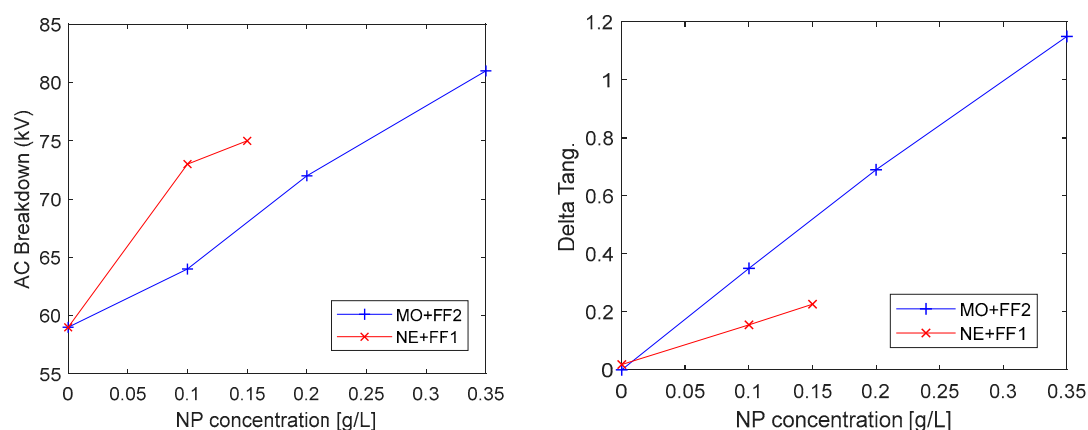 85
80
75
70
65
60
55
AC Breakdown (kV)
0 0.05 0.1 0.15 0.2 0.25 0.3 0.35
NP concentration [g/L]
MO+FF2
NE+FF1
1.2
1
0.8
0.6
0.4
0.2
0
Delta Tang.
0 0.05 0.1 0.15 0.2 0.25 0.3 0.35
NP concentration [g/L]
MO+FF2
NE+FF1